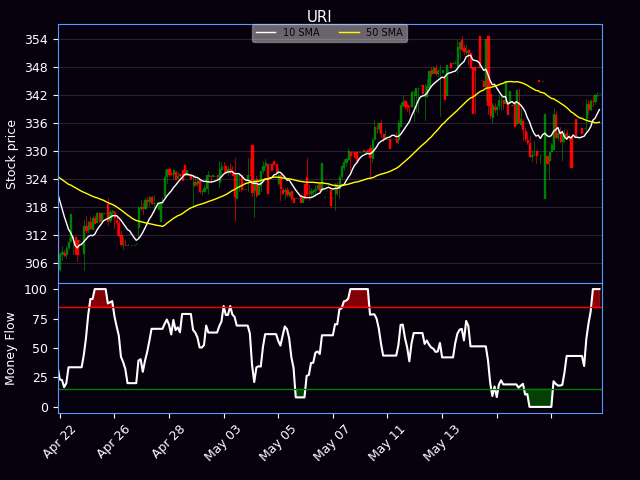 URI
10 SMA
50 SMA
Stock price
354
348
342
336
330
324
318
312
306
Money Flow
100
75
50
25
0
Apr 22
Apr 26
Apr 28
May 03
May 05
May 07
May 11
May 13